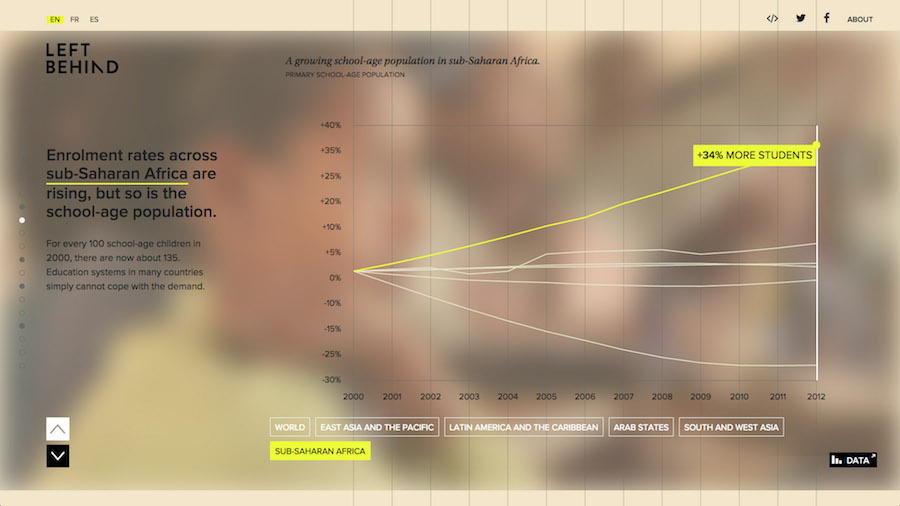 EN FR ES
</> ABOUT
LEFT
BEHIND
A growing school-age population in sub-Saharan Africa.
PRIMARY SCHOOL-AGE POPULATION
Enrolment rates across
sub-Saharan Africa are
rising, but so is the
school-age population.
For every 100 school-age children in
2000, there are now about 135.
Education systems in many countries
simply cannot cope with the demand.
+40%
+35%
+25%
+20%
+10%
+5%
0%
-10%
-15%
-25%
-30%
+34% MORE STUDENTS
2000 2001 2002 2003 2004 2005 2006 2007 2008 2009 2010 2011 2012
WORLD EAST ASIA AND THE PACIFIC LATIN AMERICA AND THE CARIBBEAN ARAB STATES SOUTH AND WEST ASIA
SUB-SAHARAN AFRICA
DATA